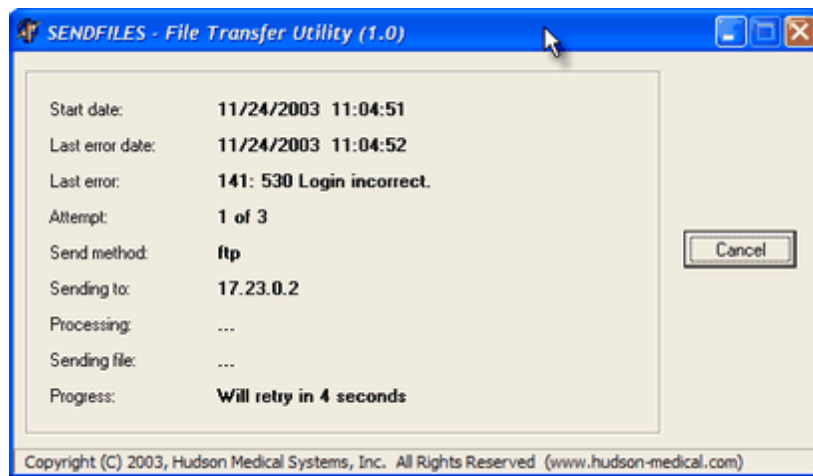 SENDFILES - File Transfer Utility (1.0)
Start date: 11/24/2003 11:04:51
Last error date: 11/24/2003 11:04:52
Last error: 141: 530 Login incorrect.
Attempt: 1 of 3
Send method: ftp
Cancel
Sending to: 17.23.0.2
Processing: ...
Sending file: ...
Progress: Will retry in 4 seconds
Copyright (C) 2003, Hudson Medical Systems, Inc. All Rights Reserved (www.hudson-medical.com)